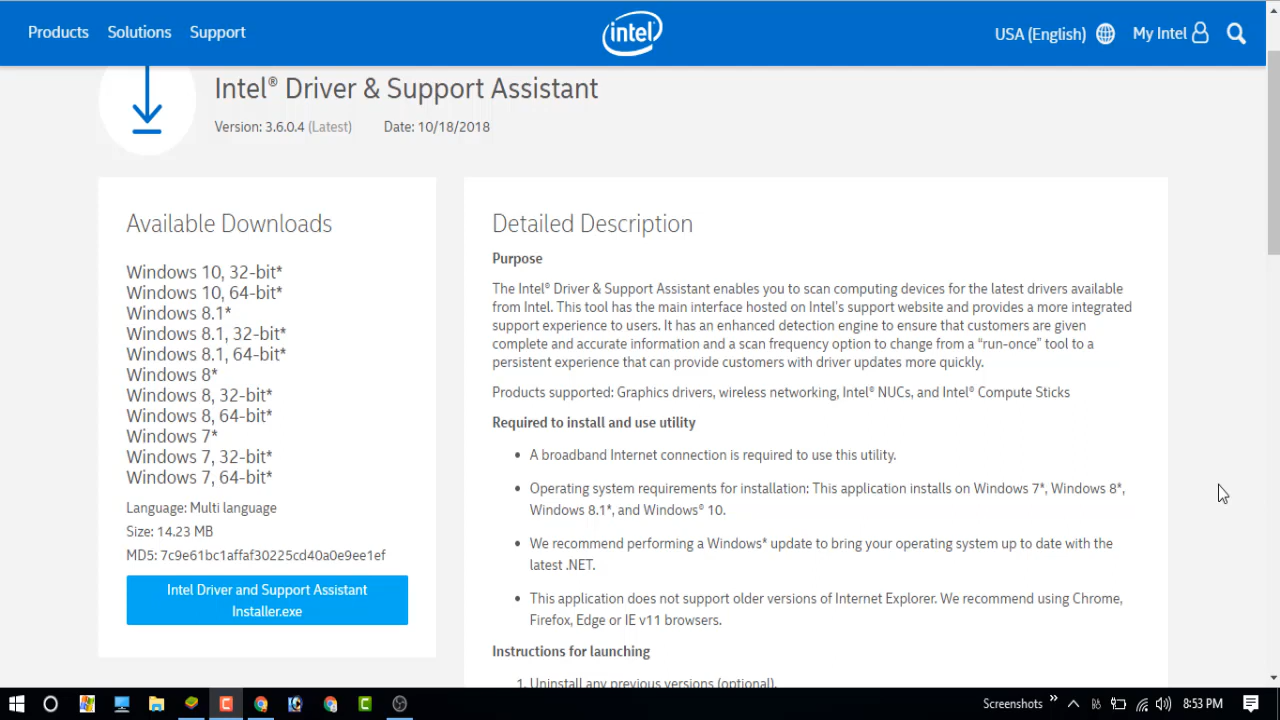 Products Solutions Support
intel
USA (English) My Intel
Intel® Driver & Support Assistant
Version: 3.6.0.4 (Latest) Date: 10/18/2018
Available Downloads
Windows 10, 32-bit*
Windows 10, 64-bit*
Windows 8.1*
Windows 8.1, 32-bit*
Windows 8.1, 64-bit*
Windows 8*
Windows 8, 32-bit*
Windows 8, 64-bit*
Windows 7*
Windows 7, 32-bit*
Windows 7, 64-bit*
Language: Multi language
Size: 14.23 MB
MD5: 7c9e61bc1affaf30225cd40a0e9ee1ef
Intel Driver and Support Assistant
Installer.exe
Detailed Description
Purpose
The Intel® Driver & Support Assistant enables you to scan computing devices for the latest drivers available
from Intel. This tool has the main interface hosted on Intel's support website and provides a more integrated
support experience to users. It has an enhanced detection engine to ensure that customers are given
complete and accurate information and a scan frequency option to change from a “run-once” tool to a
persistent experience that can provide customers with driver updates more quickly.
Products supported: Graphics drivers, wireless networking, Intel® NUCs, and Intel® Compute Sticks
Required to install and use utility
• A broadband Internet connection is required to use this utility.
• Operating system requirements for installation: This application installs on Windows 7*, Windows 8*,
Windows 8.1*, and Windows® 10.
• We recommend performing a Windows* update to bring your operating system up to date with the
latest .NET.
• This application does not support older versions of Internet Explorer. We recommend using Chrome,
Firefox, Edge or IE v11 browsers.
Instructions for launching
1. Uninstall any previous versions (optional).
Screenshots 8:53 PM